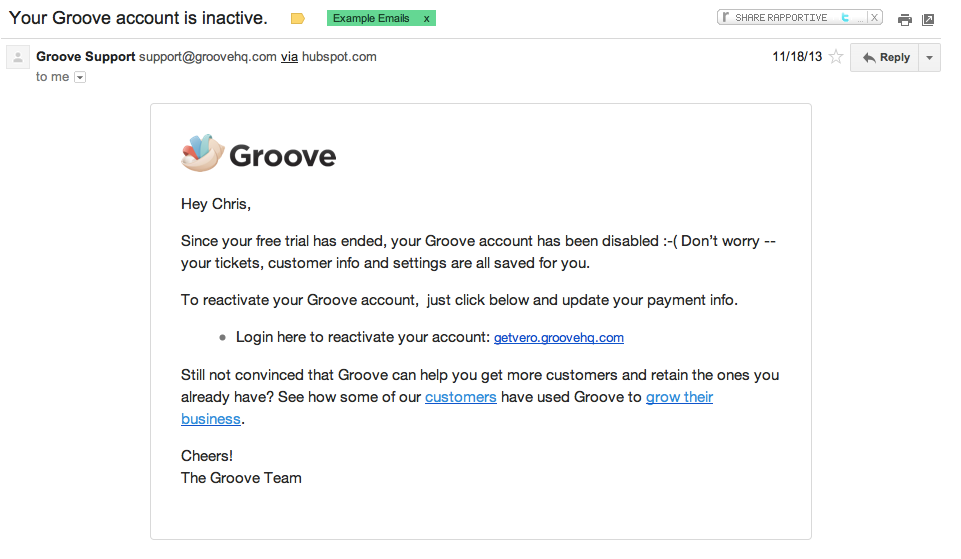 Your Groove account is inactive. Example Emails x SHARE RAPPORTIVE ... X
Groove Support support@groovehq.com via hubspot.com 11/18/13 Reply
to me
Groove
Hey Chris,
Since your free trial has ended, your Groove account has been disabled :-( Don’t worry --
your tickets, customer info and settings are all saved for you.
To reactivate your Groove account,  just click below and update your payment info.
Login here to reactivate your account: getvero.groovehq.com
Still not convinced that Groove can help you get more customers and retain the ones you
already have? See how some of our customers have used Groove to grow their
business.
Cheers!
The Groove Team